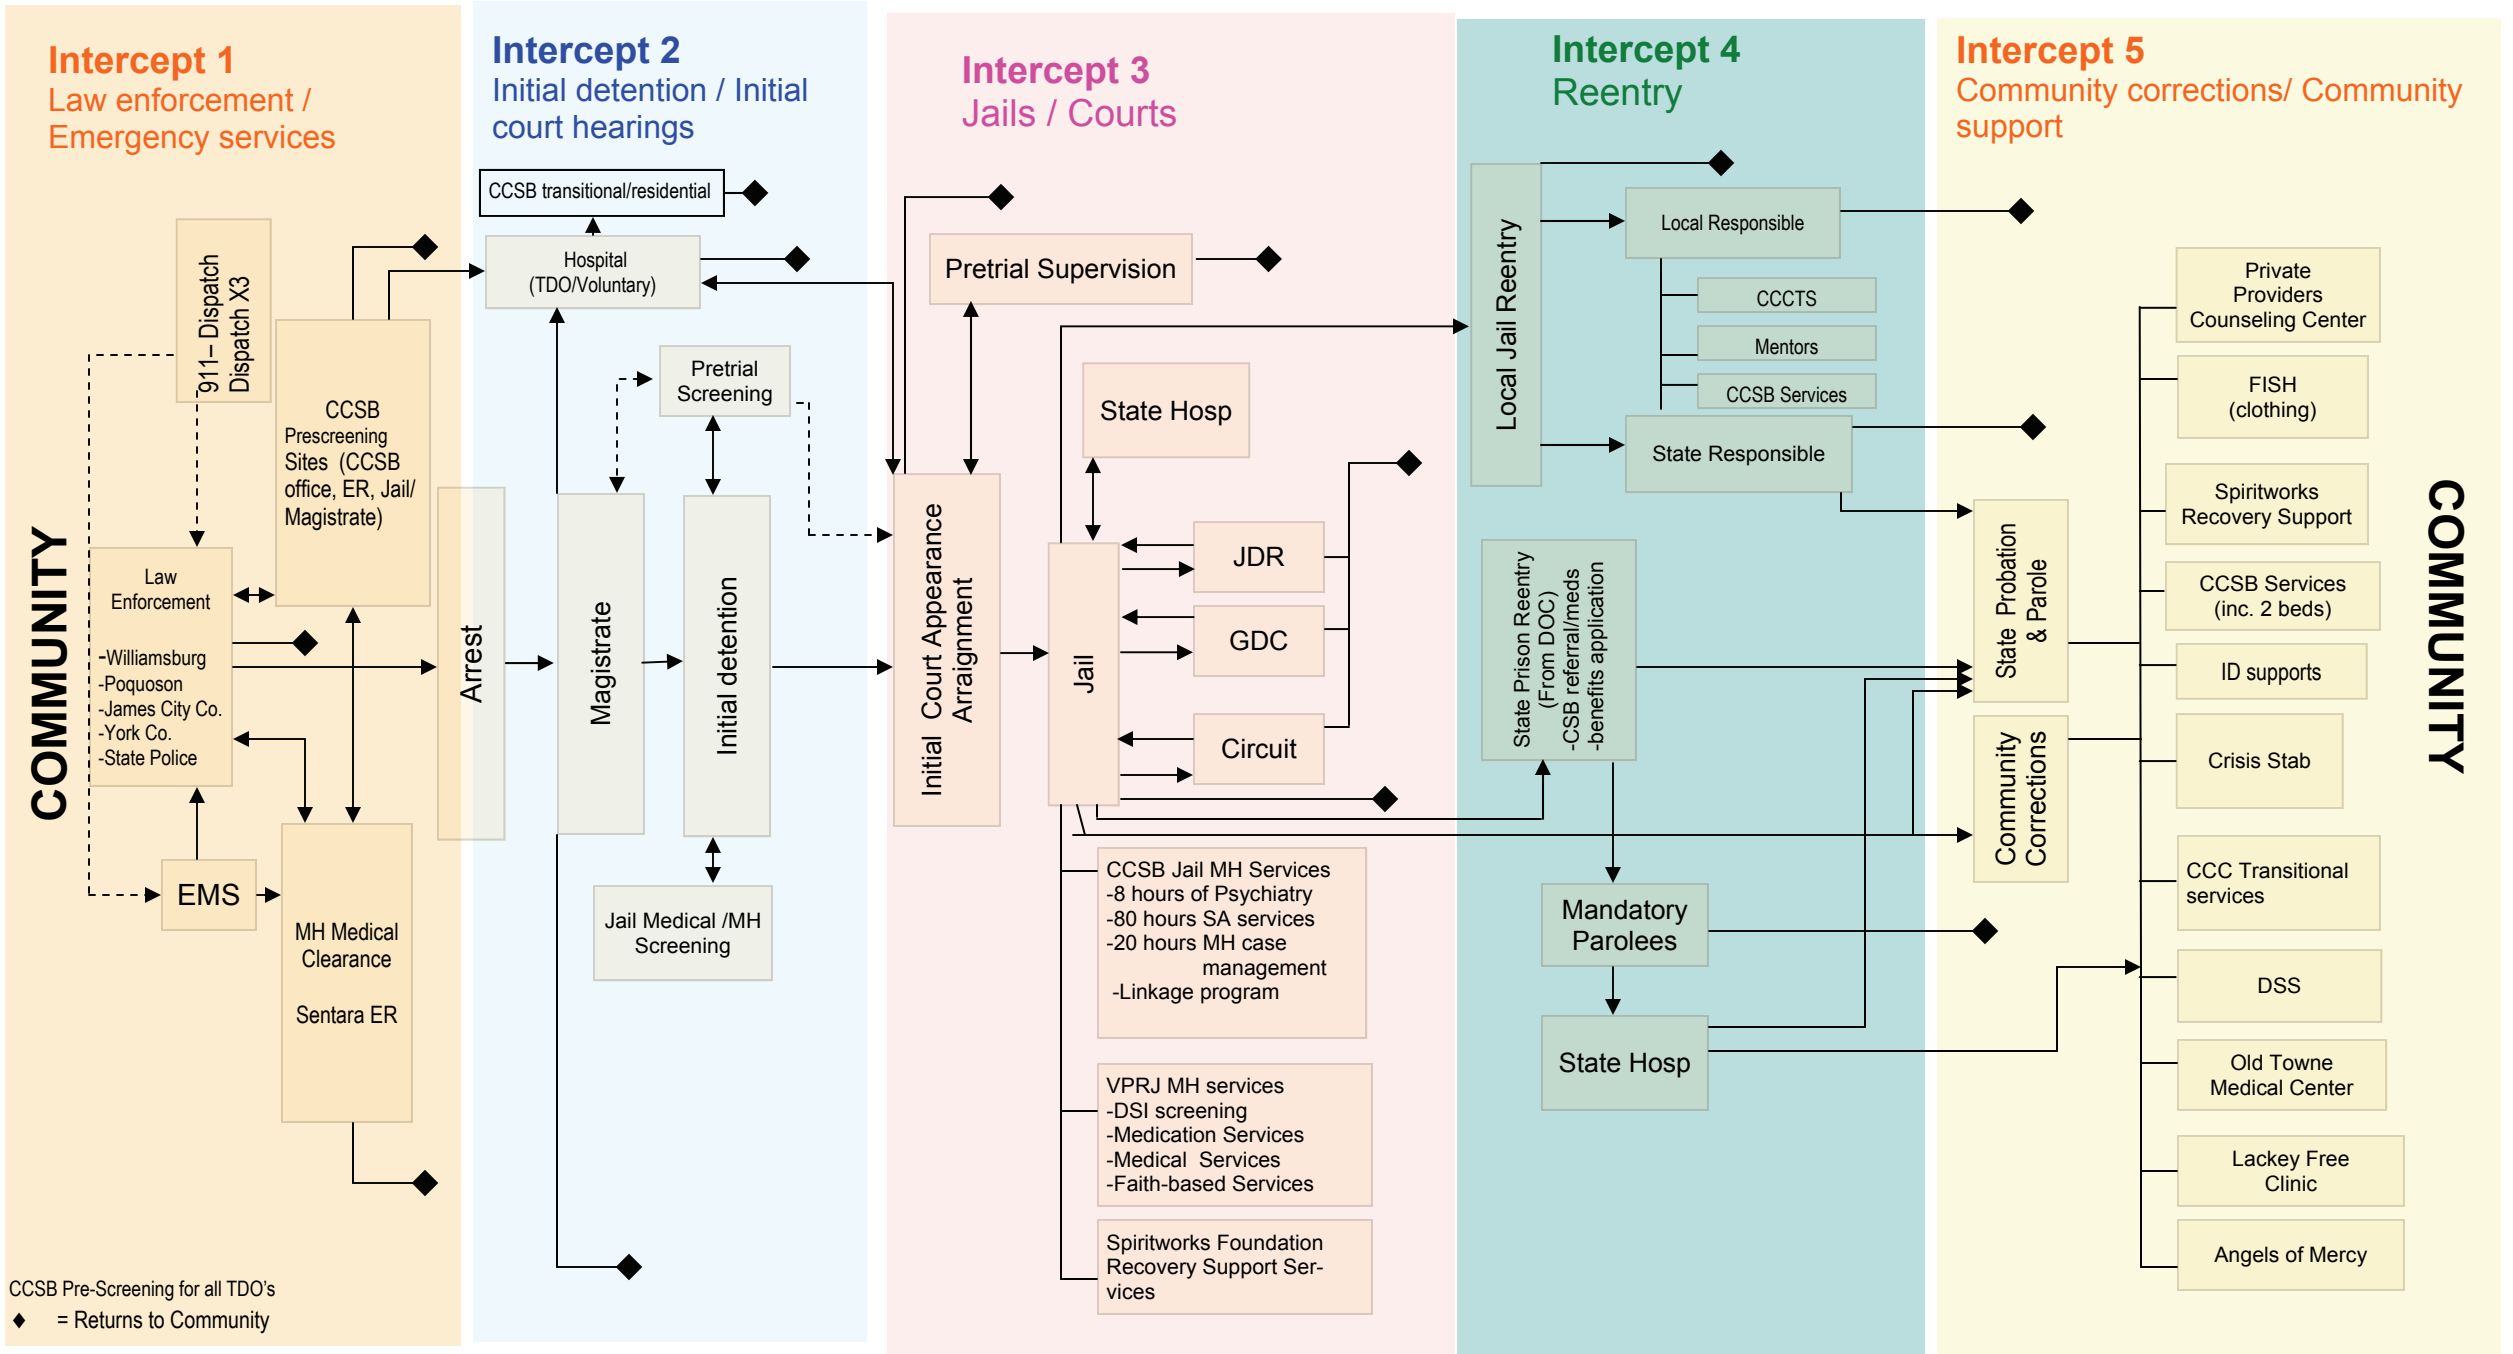 Intercept 1
Law enforcement /
Emergency services
911– Dispatch
Dispatch X3
CCSB
Prescreening
Sites (CCSB
office, ER, Jail/
Magistrate)
COMMUNITY
Law
Enforcement
-Williamsburg
-Poquoson
-James City Co.
-York Co.
-State Police
EMS
MH Medical
Clearance
Sentara ER
CCSB Pre-Screening for all TDO's
♦ = Returns to Community
Arrest
Intercept 2
Initial detention / Initial
court hearings
CCSB transitional/residential
Hospital
(TDO/Voluntary)
Pretrial
Screening
Magistrate
Initial detention
Jail Medical /MH
Screening
Intercept 3
Jails / Courts
Pretrial Supervision
State Hosp
Initial Court Appearance
Arraignment
Jail
JDR
GDC
Circuit
CCSB Jail MH Services
-8 hours of Psychiatry
-80 hours SA services
-20 hours MH case
management
-Linkage program
VPRJ MH services
-DSI screening
-Medication Services
-Medical Services
-Faith-based Services
Spiritworks Foundation
Recovery Support Ser-
vices
Intercept 4
Reentry
Local Jail Reentry
Local Responsible
CCCTS
Mentors
CCSB Services
State Responsible
State Prison Reentry
(From DOC)
-CSB referral/meds
-benefits application
Mandatory
Parolees
State Hosp
Intercept 5
Community corrections/ Community
support
State Probation
& Parole
Community
Corrections
Private
Providers
Counseling Center
FISH
(clothing)
Spiritworks
Recovery Support
CCSB Services
(inc. 2 beds)
ID supports
Crisis Stab
CCC Transitional
services
DSS
Old Towne
Medical Center
Lackey Free
Clinic
Angels of Mercy
COMMUNITY